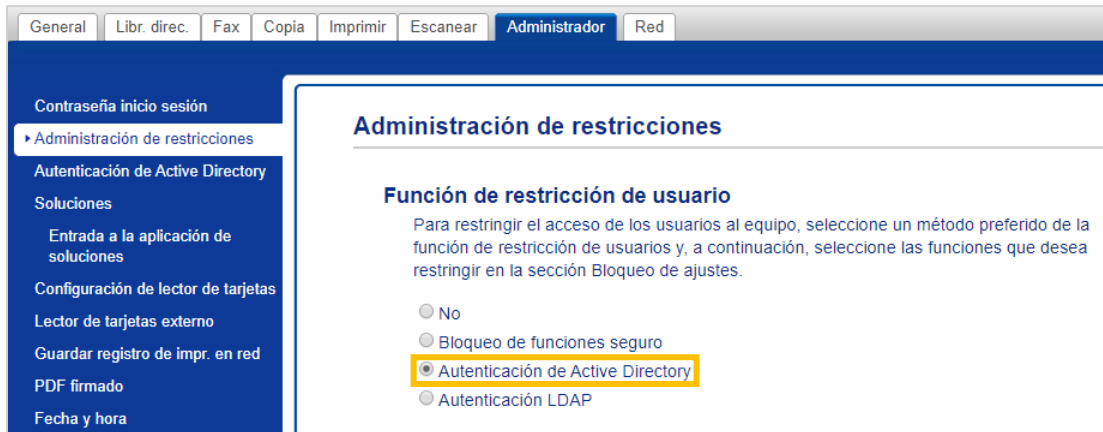 General Libr. direc. Fax Copia Imprimir Escanear Administrador Red
Contraseña inicio sesión
Administración de restricciones
Autenticación de Active Directory
Soluciones
Entrada a la aplicación de
soluciones
Configuración de lector de tarjetas
Lector de tarjetas externo
Guardar registro de impr. en red
PDF firmado
Fecha y hora
Administración de restricciones
Función de restricción de usuario
Para restringir el acceso de los usuarios al equipo, seleccione un método preferido de la
función de restricción de usuarios y, a continuación, seleccione las funciones que desea
restringir en la sección Bloqueo de ajustes.
No
Bloqueo de funciones seguro
Autenticación de Active Directory
Autenticación LDAP